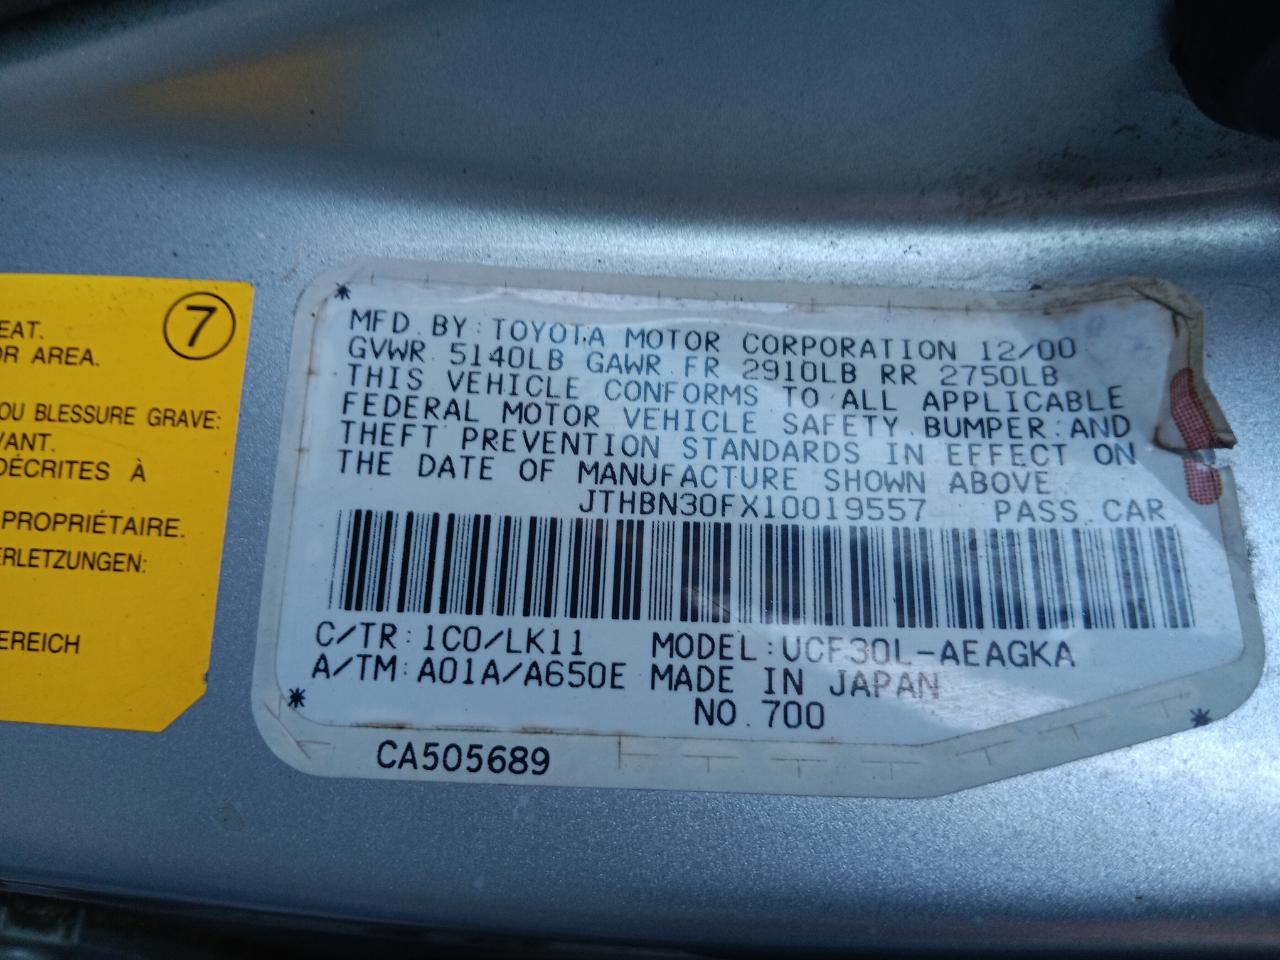 EAT.
OR AREA.
OU BLESSURE GRAVE:
VANT.
DÉCRITES À
PROPRIÉTAIRE.
ERLETZUNGEN:
EREICH
7
MFD. BY: TOYOTA MOTOR CORPORATION 12/00
GVWR 5140LB GAWR FR 2910LB RR 2750LB
THIS VEHICLE CONFORMS TO ALL APPLICABLE
FEDERAL MOTOR VEHICLE SAFETY, BUMPER AND
THEFT PREVENTION STANDARDS IN EFFECT ON
THE DATE OF MANUFACTURE SHOWN ABOVE.
JTHBN30FX10019557 PASS. CAR
C/TR: 1C0/LK11 MODEL: UCF30L-AEAGKA
A/TM: A01A/A650E MADE IN JAPAN
NO. 700
CA505689